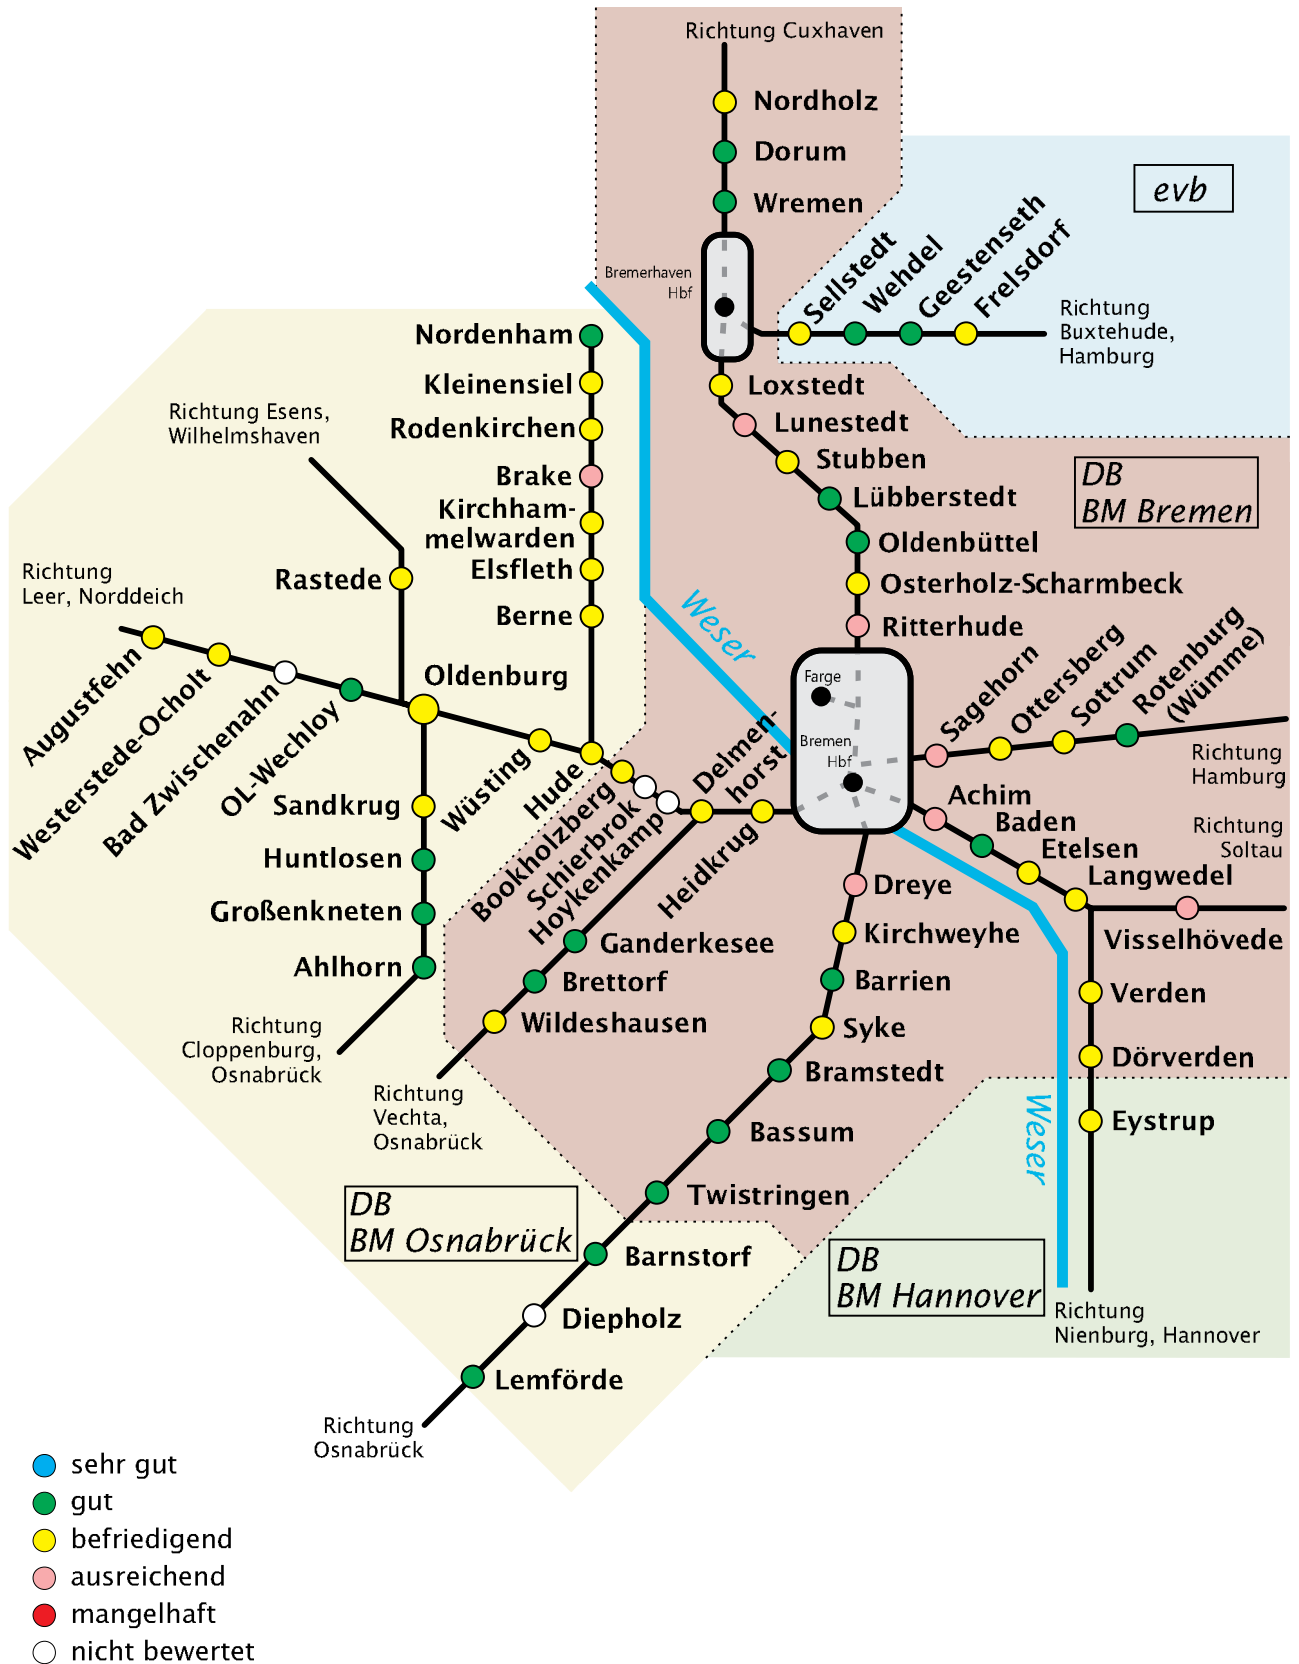 Richtung Cuxhaven
Nordholz
Dorum
Wremen
evb
Bremerhaven
Hbf
Sellstedt
Wehdel
Geestenseth
Frelsdorf
Richtung
Buxtehude,
Hamburg
Nordenham
Kleinensiel
Rodenkirchen
Brake
Kirchham-
melwarden
Elsfleth
Berne
Loxstedt
Lunestedt
Stubben
Lübberstedt
Oldenbüttel
Osterholz-Scharmbeck
Ritterhude
DB
BM Bremen
Richtung Esens,
Wilhelmshaven
Rastede
Richtung
Leer, Norddeich
Augustfehn
Westerstede-Ocholt
Bad Zwischenahn
OL-Wechloy
Oldenburg
Wüsting
Hude
Bookholzberg
Schierbrok
Hoykenkamp
Delmen-
horst
Heidkrug
Weser
Farge
Bremen
Hbf
Sagehorn
Ottersberg
Sottrum
Rotenburg
(Wümme)
Richtung
Hamburg
Achim
Baden
Etelsen
Langwedel
Richtung
Soltau
Visselhövede
Verden
Dörverden
Eystrup
Weser
Richtung
Nienburg, Hannover
Sandkrug
Huntlosen
Großenkneten
Ahlhorn
Richtung
Cloppenburg,
Osnabrück
Ganderkesee
Brettorf
Wildeshausen
Richtung
Vechta,
Osnabrück
Dreye
Kirchweyhe
Barrien
Syke
Bramstedt
Bassum
Twistringen
Barnstorf
Diepholz
Lemförde
Richtung
Osnabrück
DB
BM Osnabrück
DB
BM Hannover
sehr gut
gut
befriedigend
ausreichend
mangelhaft
nicht bewertet